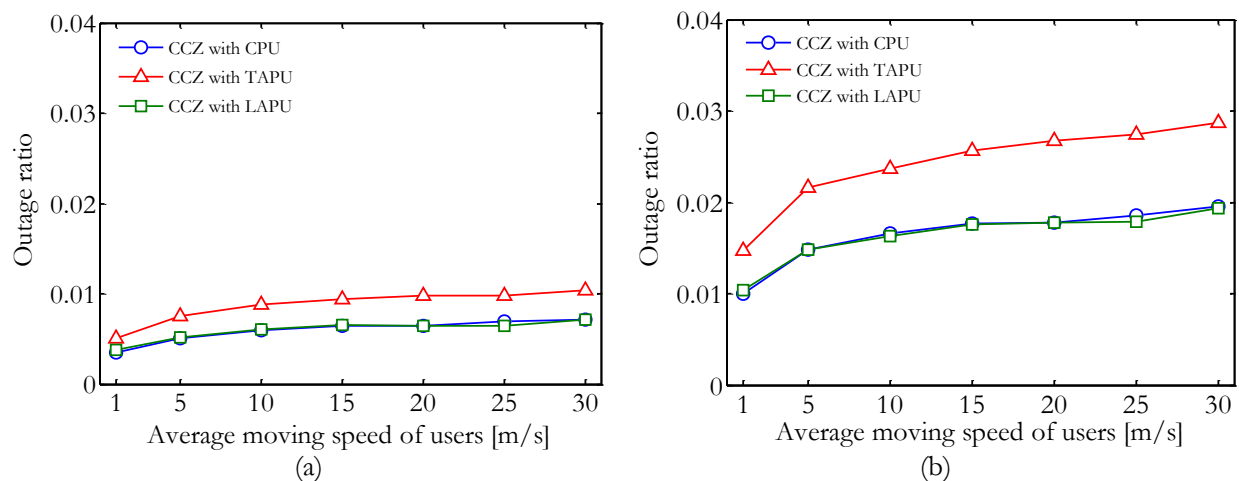 0.04
CCZ with CPU
CCZ with TAPU
CCZ with LAPU
0.03
0.02
0.01
0
Outage ratio
1 5 10 15 20 25 30
Average moving speed of users [m/s]
(a)
0.04
CCZ with CPU
CCZ with TAPU
CCZ with LAPU
0.03
0.02
0.01
0
Outage ratio
1 5 10 15 20 25 30
Average moving speed of users [m/s]
(b)